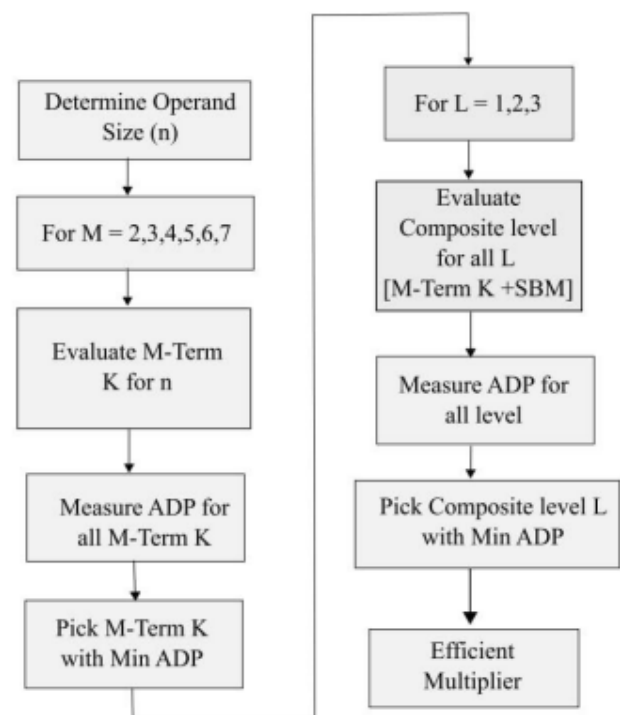 Determine Operand
Size (n)
For M = 2,3,4,5,6,7
Evaluate M-Term
K for n
Measure ADP for
all M-Term K
Pick M-Term K
with Min ADP
For L = 1,2,3
Evaluate
Composite level
for all L
[M-Term K +SBM]
Measure ADP for
all level
Pick Composite level L
with Min ADP
Efficient
Multiplier